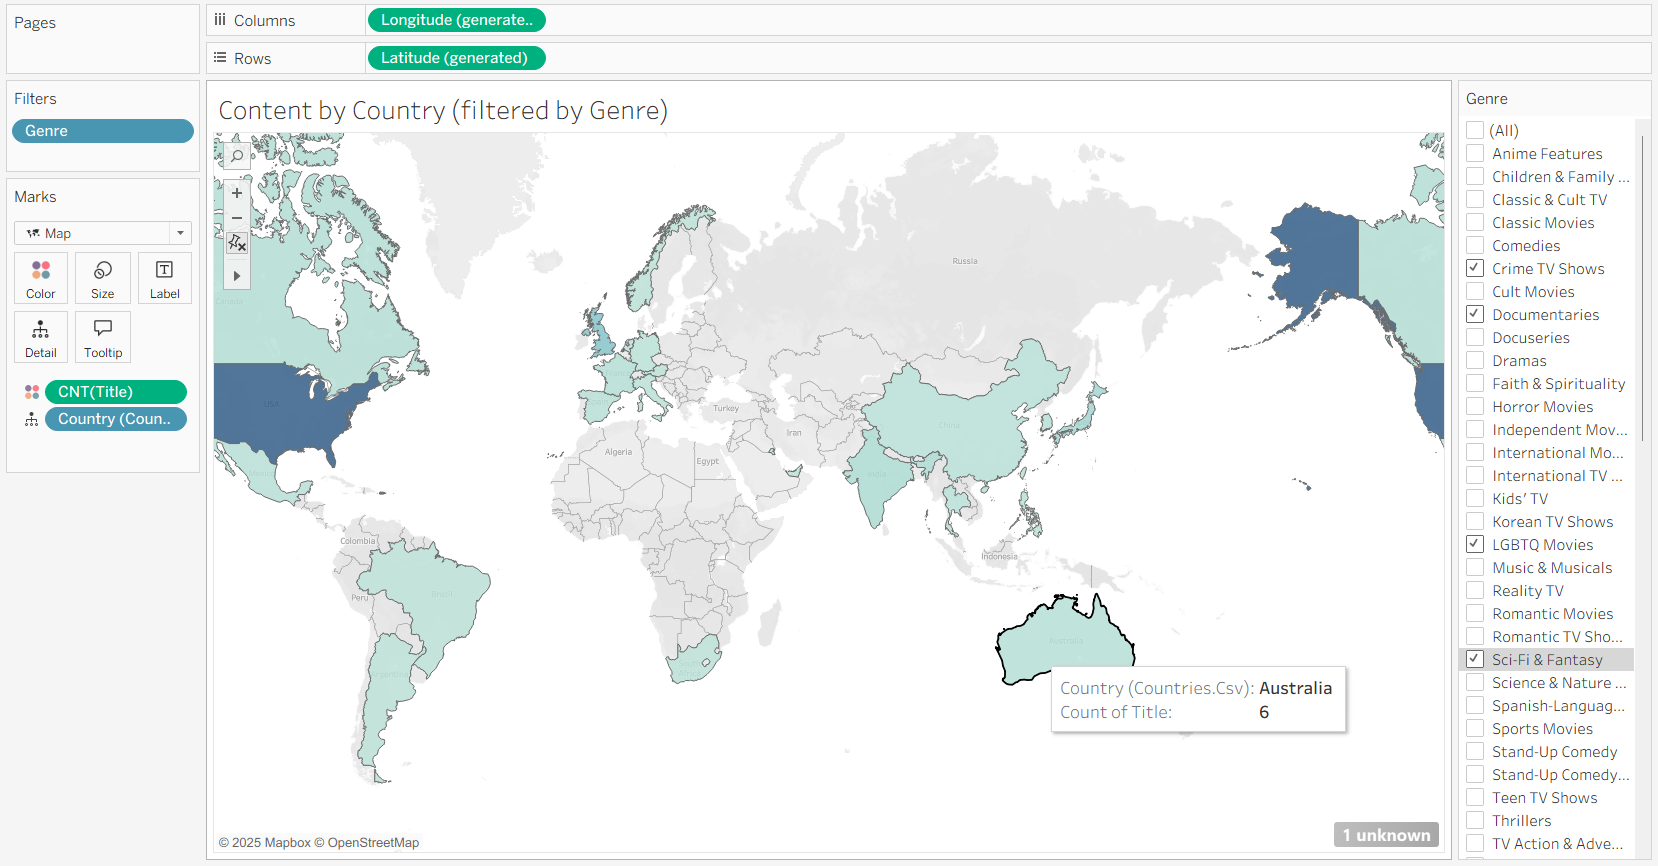 Pages
Columns
Longitude (generate..
Rows
Latitude (generated)
Filters
Genre
Marks
Map
Color
Size
Label
Detail
Tooltip
CNT(Title)
Country (Coun..
Content by Country (filtered by Genre)
Russia
Canada
USA
France
Turkey
China
Iran
Algeria
Egypt
India
Mexico
Colombia
Indonesia
Brazil
Peru
Australia
South
Argentina
Country (Countries.Csv): Australia
Count of Title: 6
© 2025 Mapbox © OpenStreetMap
1 unknown
Genre
(All)
Anime Features
Children & Family ...
Classic & Cult TV
Classic Movies
Comedies
Crime TV Shows
Cult Movies
Documentaries
Docuseries
Dramas
Faith & Spirituality
Horror Movies
Independent Mov...
International Mo...
International TV ...
Kids' TV
Korean TV Shows
LGBTQ Movies
Music & Musicals
Reality TV
Romantic Movies
Romantic TV Sho...
Sci-Fi & Fantasy
Science & Nature ...
Spanish-Languag...
Sports Movies
Stand-Up Comedy
Stand-Up Comedy...
Teen TV Shows
Thrillers
TV Action & Adve...